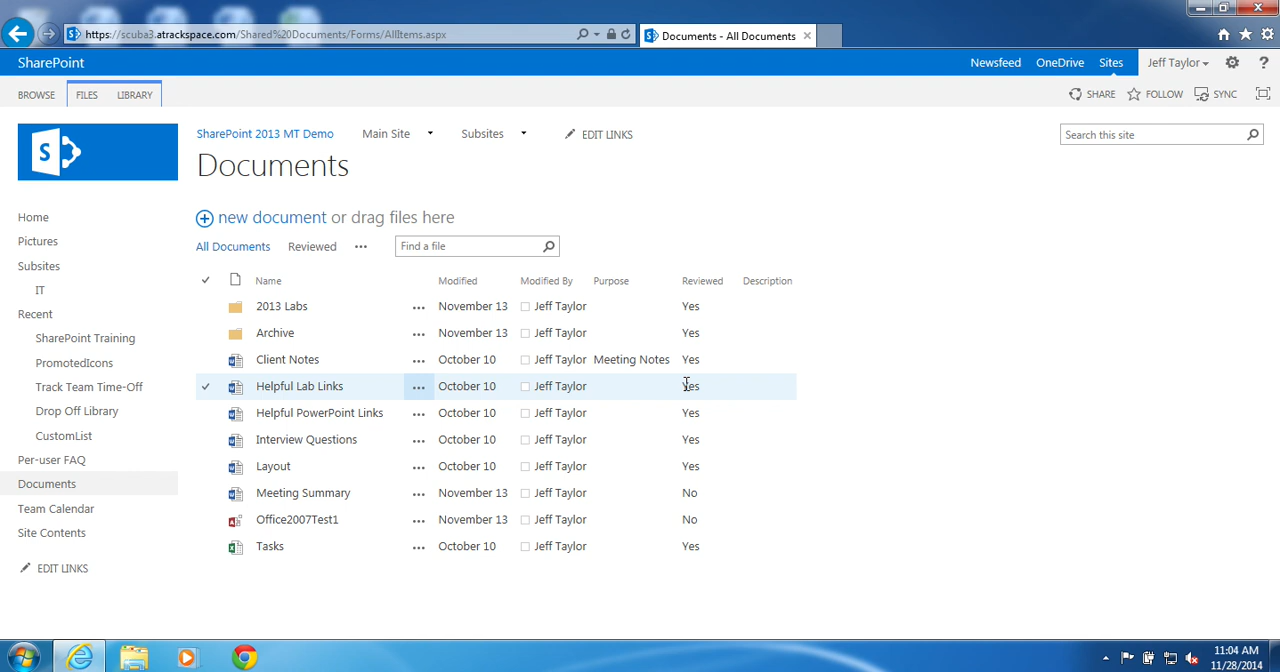 https://scuba3.atrackspace.com/Shared%20Documents/Forms/AllItems.aspx
Documents - All Documents
SharePoint
Newsfeed OneDrive Sites Jeff Taylor ?
BROWSE FILES LIBRARY
SHARE FOLLOW SYNC
S
SharePoint 2013 MT Demo Main Site Subsites EDIT LINKS
Search this site
Documents
new document or drag files here
All Documents Reviewed ... Find a file
Name Modified Modified By Purpose Reviewed Description
2013 Labs ... November 13 Jeff Taylor Yes
Archive ... November 13 Jeff Taylor Yes
Client Notes ... October 10 Jeff Taylor Meeting Notes Yes
Helpful Lab Links ... October 10 Jeff Taylor Yes
Helpful PowerPoint Links ... October 10 Jeff Taylor Yes
Interview Questions ... October 10 Jeff Taylor Yes
Layout ... October 10 Jeff Taylor Yes
Meeting Summary ... November 13 Jeff Taylor No
Office2007Test1 ... November 13 Jeff Taylor No
Tasks ... October 10 Jeff Taylor Yes
Home
Pictures
Subsites
IT
Recent
SharePoint Training
PromotedIcons
Track Team Time-Off
Drop Off Library
CustomList
Per-user FAQ
Documents
Team Calendar
Site Contents
EDIT LINKS
11:04 AM
11/28/2014